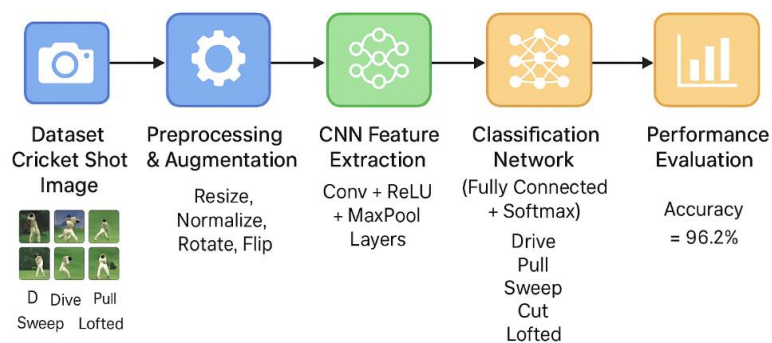 Dataset
Cricket Shot
Image
D Dive Pull
Sweep Lofted
Preprocessing
& Augmentation
Resize,
Normalize,
Rotate, Flip
CNN Feature
Extraction
Conv + ReLU
+ MaxPool
Layers
Classification
Network
(Fully Connected
+ Softmax)
Drive
Pull
Sweep
Cut
Lofted
Performance
Evaluation
Accuracy
= 96.2%